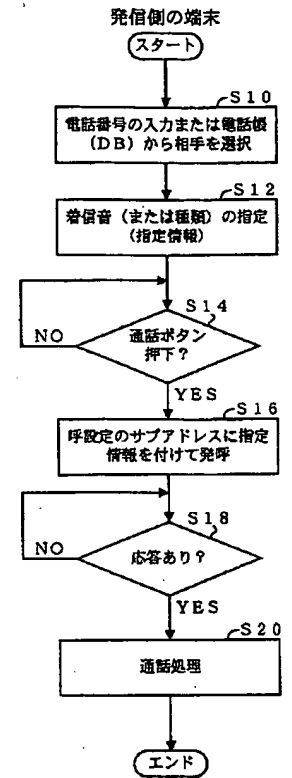 発信側の端末
スタート
S10
電話番号の入力または電話帳
(DB)から相手を選択
S12
着信音(または種類)の指定
(指定情報)
S14
通話ボタン
押下?
NO
YES
S16
呼設定のサブアドレスに指定
情報を付けて発呼
S18
応答あり?
NO
YES
S20
通話処理
エンド